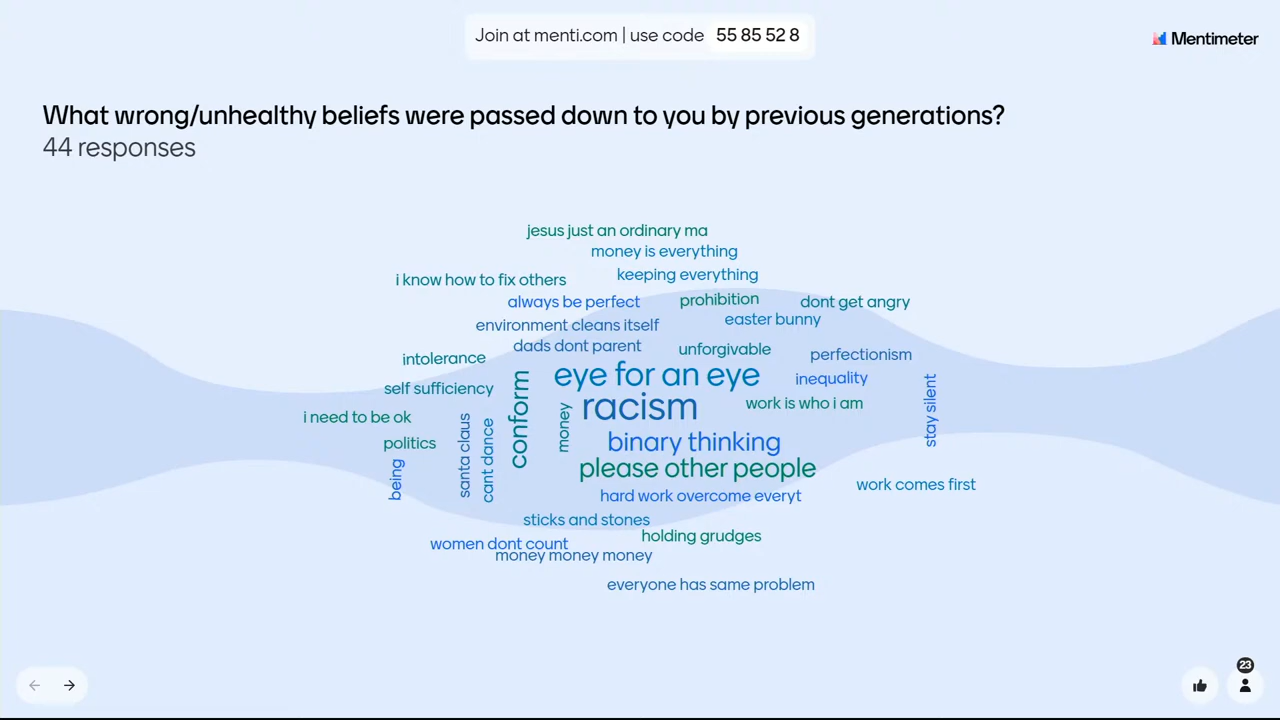 Join at menti.com | use code 55 85 52 8
Mentimeter
What wrong/unhealthy beliefs were passed down to you by previous generations?
44 responses
jesus just an ordinary ma
money is everything
keeping everything
i know how to fix others
always be perfect
prohibition
dont get angry
easter bunny
environment cleans itself
dads dont parent
unforgivable
perfectionism
intolerance
eye for an eye
inequality
self sufficiency
conform
racism
work is who i am
stay silent
i need to be ok
money
politics
santa claus
cant dance
binary thinking
being
please other people
work comes first
hard work overcome everyt
sticks and stones
holding grudges
women dont count
money money money
everyone has same problem
23